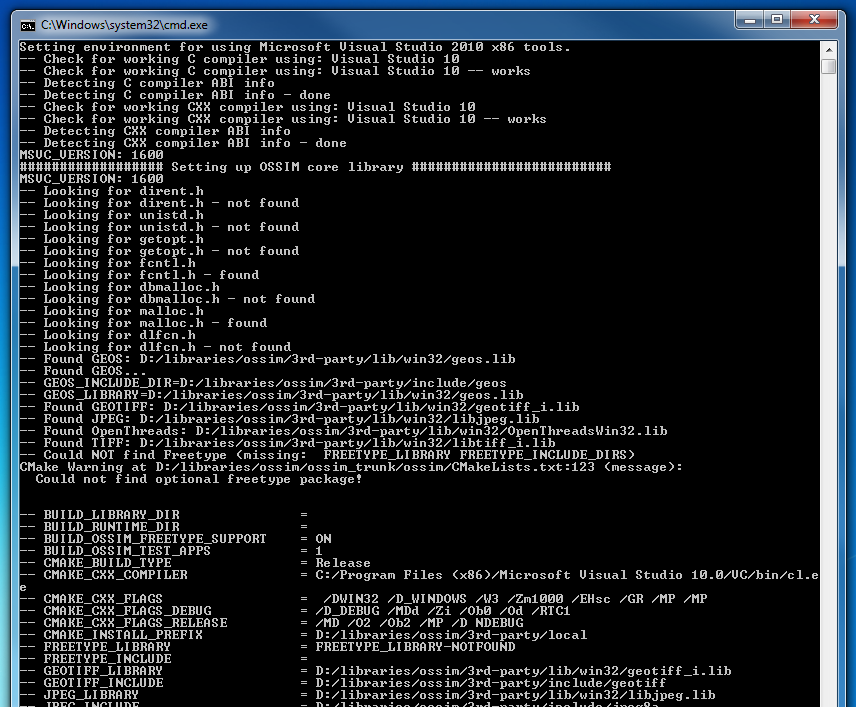 C:\Windows\system32\cmd.exe
Setting environment for using Microsoft Visual Studio 2010 x86 tools.
-- Check for working C compiler using: Visual Studio 10
-- Check for working C compiler using: Visual Studio 10 -- works
-- Detecting C compiler ABI info
-- Detecting C compiler ABI info - done
-- Check for working CXX compiler using: Visual Studio 10
-- Check for working CXX compiler using: Visual Studio 10 -- works
-- Detecting CXX compiler ABI info
-- Detecting CXX compiler ABI info - done
MSVC_VERSION: 1600
################## Setting up OSSIM core library #########################
MSVC_VERSION: 1600
-- Looking for dirent.h
-- Looking for dirent.h - not found
-- Looking for unistd.h
-- Looking for unistd.h - not found
-- Looking for getopt.h
-- Looking for getopt.h - not found
-- Looking for fcntl.h
-- Looking for fcntl.h - found
-- Looking for dbmalloc.h
-- Looking for dbmalloc.h - not found
-- Looking for malloc.h
-- Looking for malloc.h - found
-- Looking for dlfcn.h
-- Looking for dlfcn.h - not found
-- Found GEOS: D:/libraries/ossim/3rd-party/lib/win32/geos.lib
-- Found GEOS...
-- GEOS_INCLUDE_DIR=D:/libraries/ossim/3rd-party/include/geos
-- GEOS_LIBRARY=D:/libraries/ossim/3rd-party/lib/win32/geos.lib
-- Found GEOTIFF: D:/libraries/ossim/3rd-party/lib/win32/geotiff_i.lib
-- Found JPEG: D:/libraries/ossim/3rd-party/lib/win32/libjpeg.lib
-- Found OpenThreads: D:/libraries/ossim/3rd-party/lib/win32/OpenThreadsWin32.lib
-- Found TIFF: D:/libraries/ossim/3rd-party/lib/win32/libtiff_i.lib
-- Could NOT find Freetype (missing:  FREETYPE_LIBRARY FREETYPE_INCLUDE_DIRS)
CMake Warning at D:/libraries/ossim/ossim_trunk/ossim/CMakeLists.txt:123 (message):
  Could not find optional freetype package!
-- BUILD_LIBRARY_DIR               =
-- BUILD_RUNTIME_DIR               =
-- BUILD_OSSIM_FREETYPE_SUPPORT    = ON
-- BUILD_OSSIM_TEST_APPS           = 1
-- CMAKE_BUILD_TYPE                = Release
-- CMAKE_CXX_COMPILER              = C:/Program Files (x86)/Microsoft Visual Studio 10.0/VC/bin/cl.e
e
-- CMAKE_CXX_FLAGS                 =  /DWIN32 /D_WINDOWS /W3 /Zm1000 /EHsc /GR /MP /MP
-- CMAKE_CXX_FLAGS_DEBUG           = /D_DEBUG /MDd /Zi /Ob0 /Od /RTC1
-- CMAKE_CXX_FLAGS_RELEASE         = /MD /O2 /Ob2 /MP /D NDEBUG
-- CMAKE_INSTALL_PREFIX            = D:/libraries/ossim/3rd-party/local
-- FREETYPE_LIBRARY                = FREETYPE_LIBRARY-NOTFOUND
-- FREETYPE_INCLUDE                =
-- GEOTIFF_LIBRARY                 = D:/libraries/ossim/3rd-party/lib/win32/geotiff_i.lib
-- GEOTIFF_INCLUDE                 = D:/libraries/ossim/3rd-party/include/geotiff
-- JPEG_LIBRARY                    = D:/libraries/ossim/3rd-party/lib/win32/libjpeg.lib
-- JPEG_INCLUDE                    = D:/libraries/ossim/3rd-party/include/jpeg8a